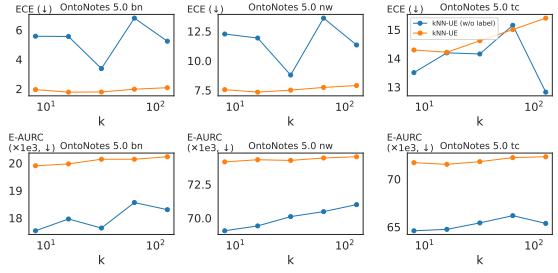 ECE (↓) OntoNotes 5.0 bn
6
4
2
10¹ 10²
k
ECE (↓) OntoNotes 5.0 nw
12.5
10.0
7.5
10¹ 10²
k
ECE (↓) OntoNotes 5.0 tc
kNN-UE (w/o label)
kNN-UE
15
14
13
10¹ 10²
k
E-AURC
(×1e3, ↓) OntoNotes 5.0 bn
20
19
18
10¹ 10²
k
E-AURC
(×1e3, ↓) OntoNotes 5.0 nw
72.5
70.0
10¹ 10²
k
E-AURC
(×1e3, ↓) OntoNotes 5.0 tc
70
65
10¹ 10²
k